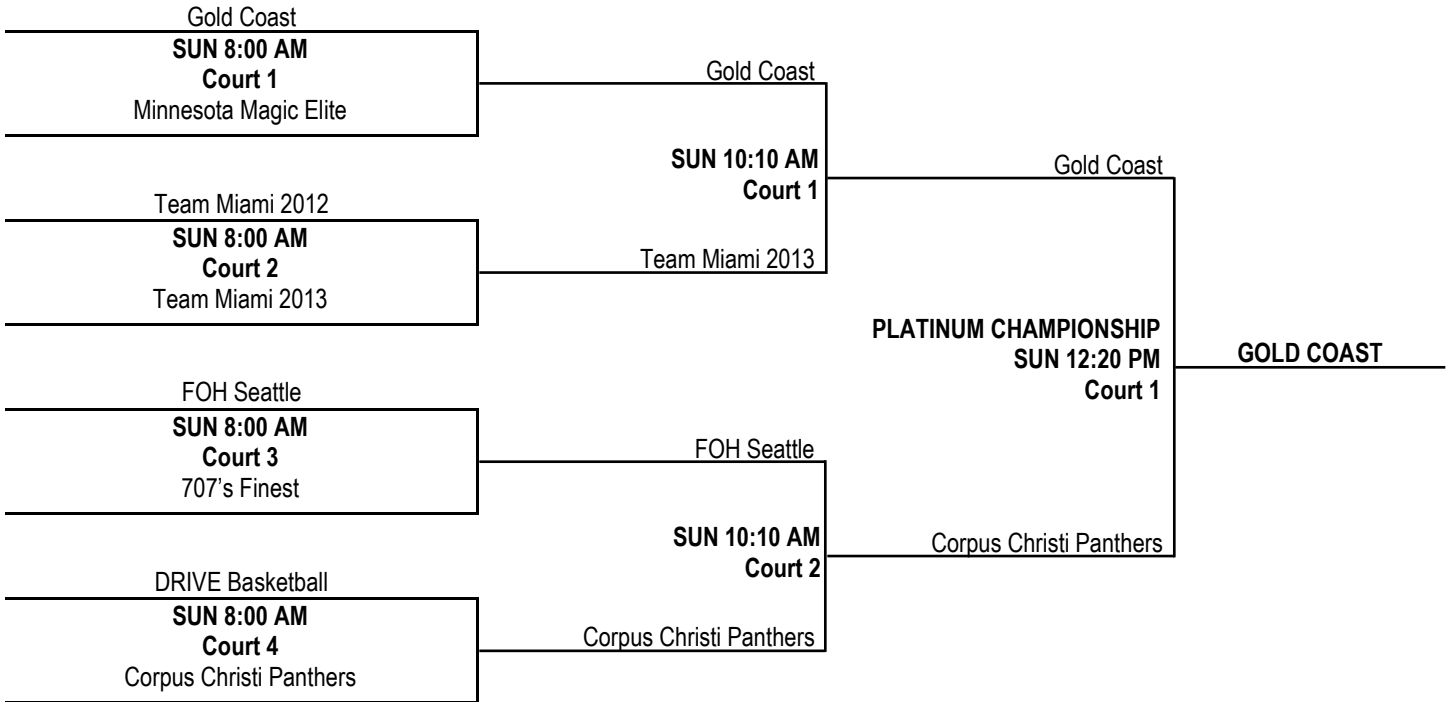 Gold Coast
SUN 8:00 AM
Court 1
Minnesota Magic Elite
Team Miami 2012
SUN 8:00 AM
Court 2
Team Miami 2013
FOH Seattle
SUN 8:00 AM
Court 3
707’s Finest
DRIVE Basketball
SUN 8:00 AM
Court 4
Corpus Christi Panthers
Gold Coast
SUN 10:10 AM
Court 1
Team Miami 2013
FOH Seattle
SUN 10:10 AM
Court 2
Corpus Christi Panthers
Gold Coast
PLATINUM CHAMPIONSHIP
SUN 12:20 PM
Court 1
Corpus Christi Panthers
GOLD COAST